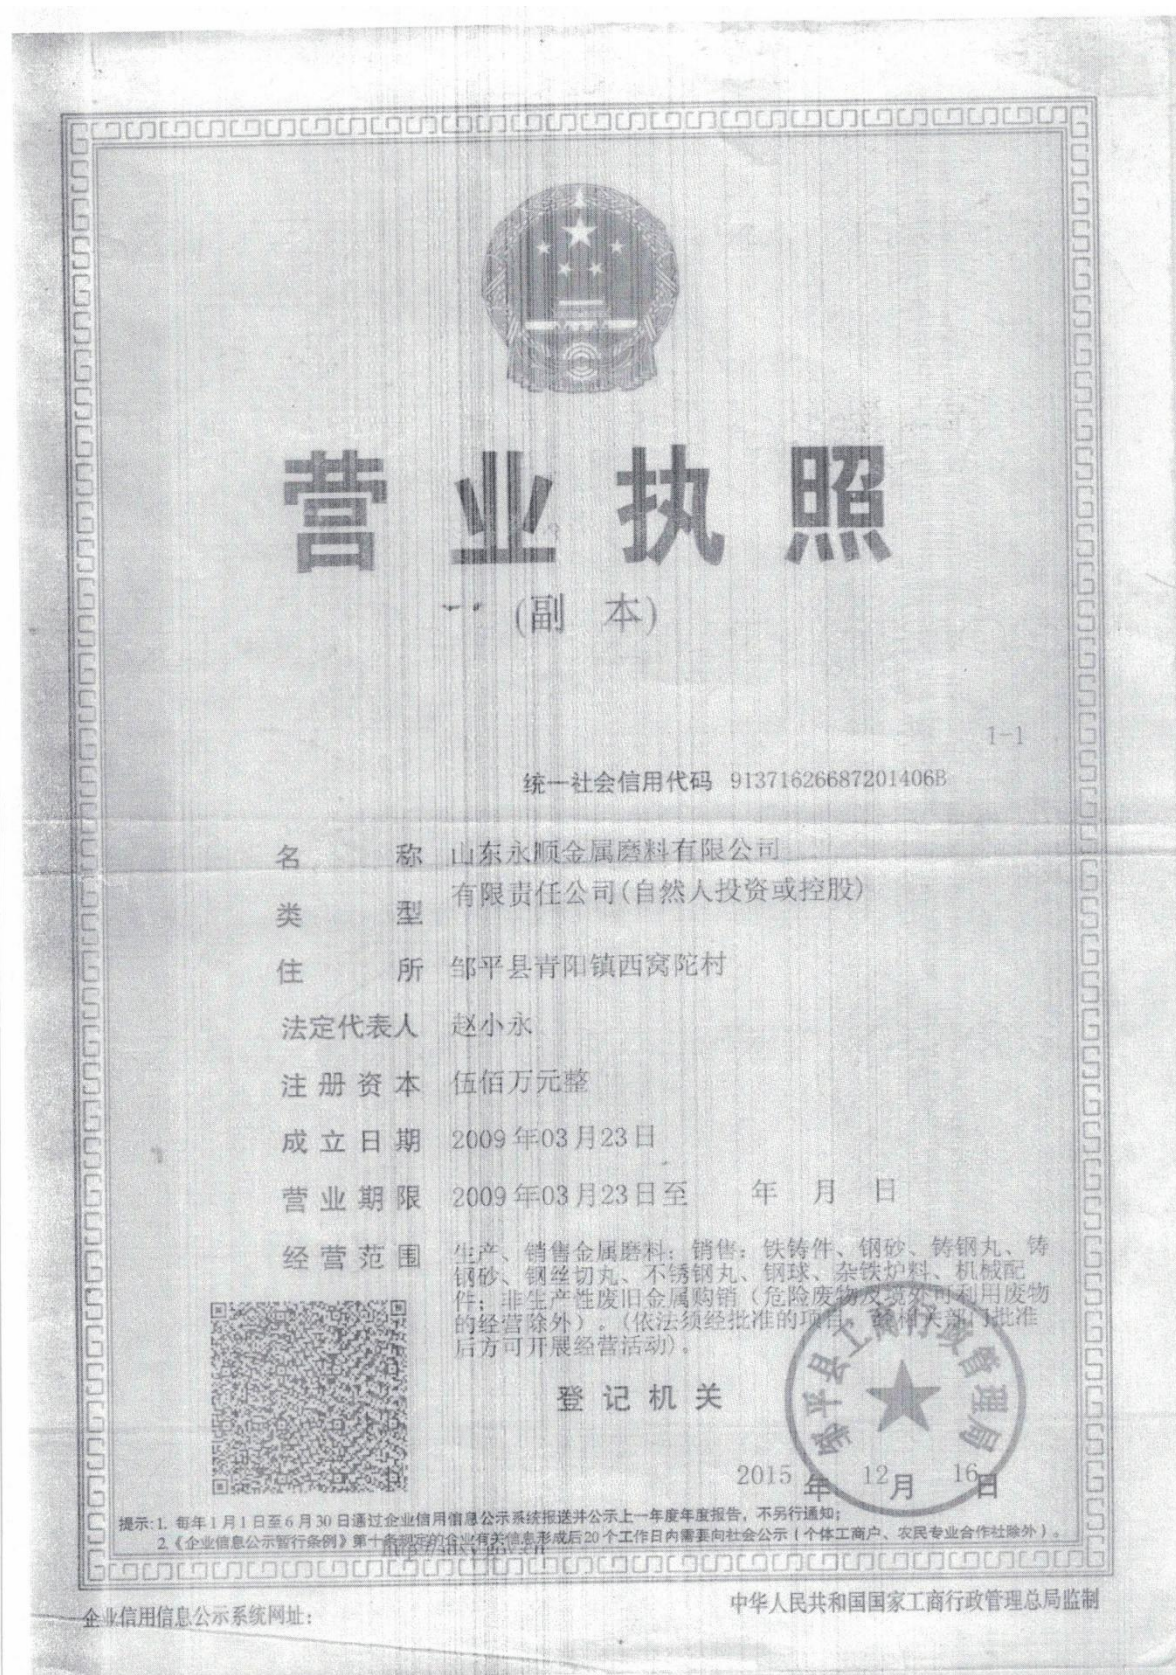 营业执照
(副 本)
1-1
统一社会信用代码 91371626687201406B
名 称 山东永顺金属磨料有限公司
类 型 有限责任公司(自然人投资或控股)
住 所 邹平县青阳镇西窝陀村
法定代表人 赵小永
注册资本 伍佰万元整
成立日期 2009年03月23日
营业期限 2009年03月23日至 年 月 日
经营范围 生产、销售金属磨料；销售：铁铸件、钢砂、铸钢丸、铸
钢砂、钢丝切丸、不锈钢丸、钢球、杂铁炉料、机械配
件；非生产性废旧金属购销（危险废物及境外可利用废物
的经营除外）。（依法须经批准的项目，经相关部门批准
后方可开展经营活动）。
登记机关
邹平县工商行政管理局
2015年 12月 16日
提示：1. 每年1月1日至6月30日通过企业信用信息公示系统报送并公示上一年度年度报告，不另行通知；
2.《企业信息公示暂行条例》第十条规定的企业有关信息形成后20个工作日内需要向社会公示（个体工商户、农民专业合作社除外）。
企业信用信息公示系统网址：
中华人民共和国国家工商行政管理总局监制